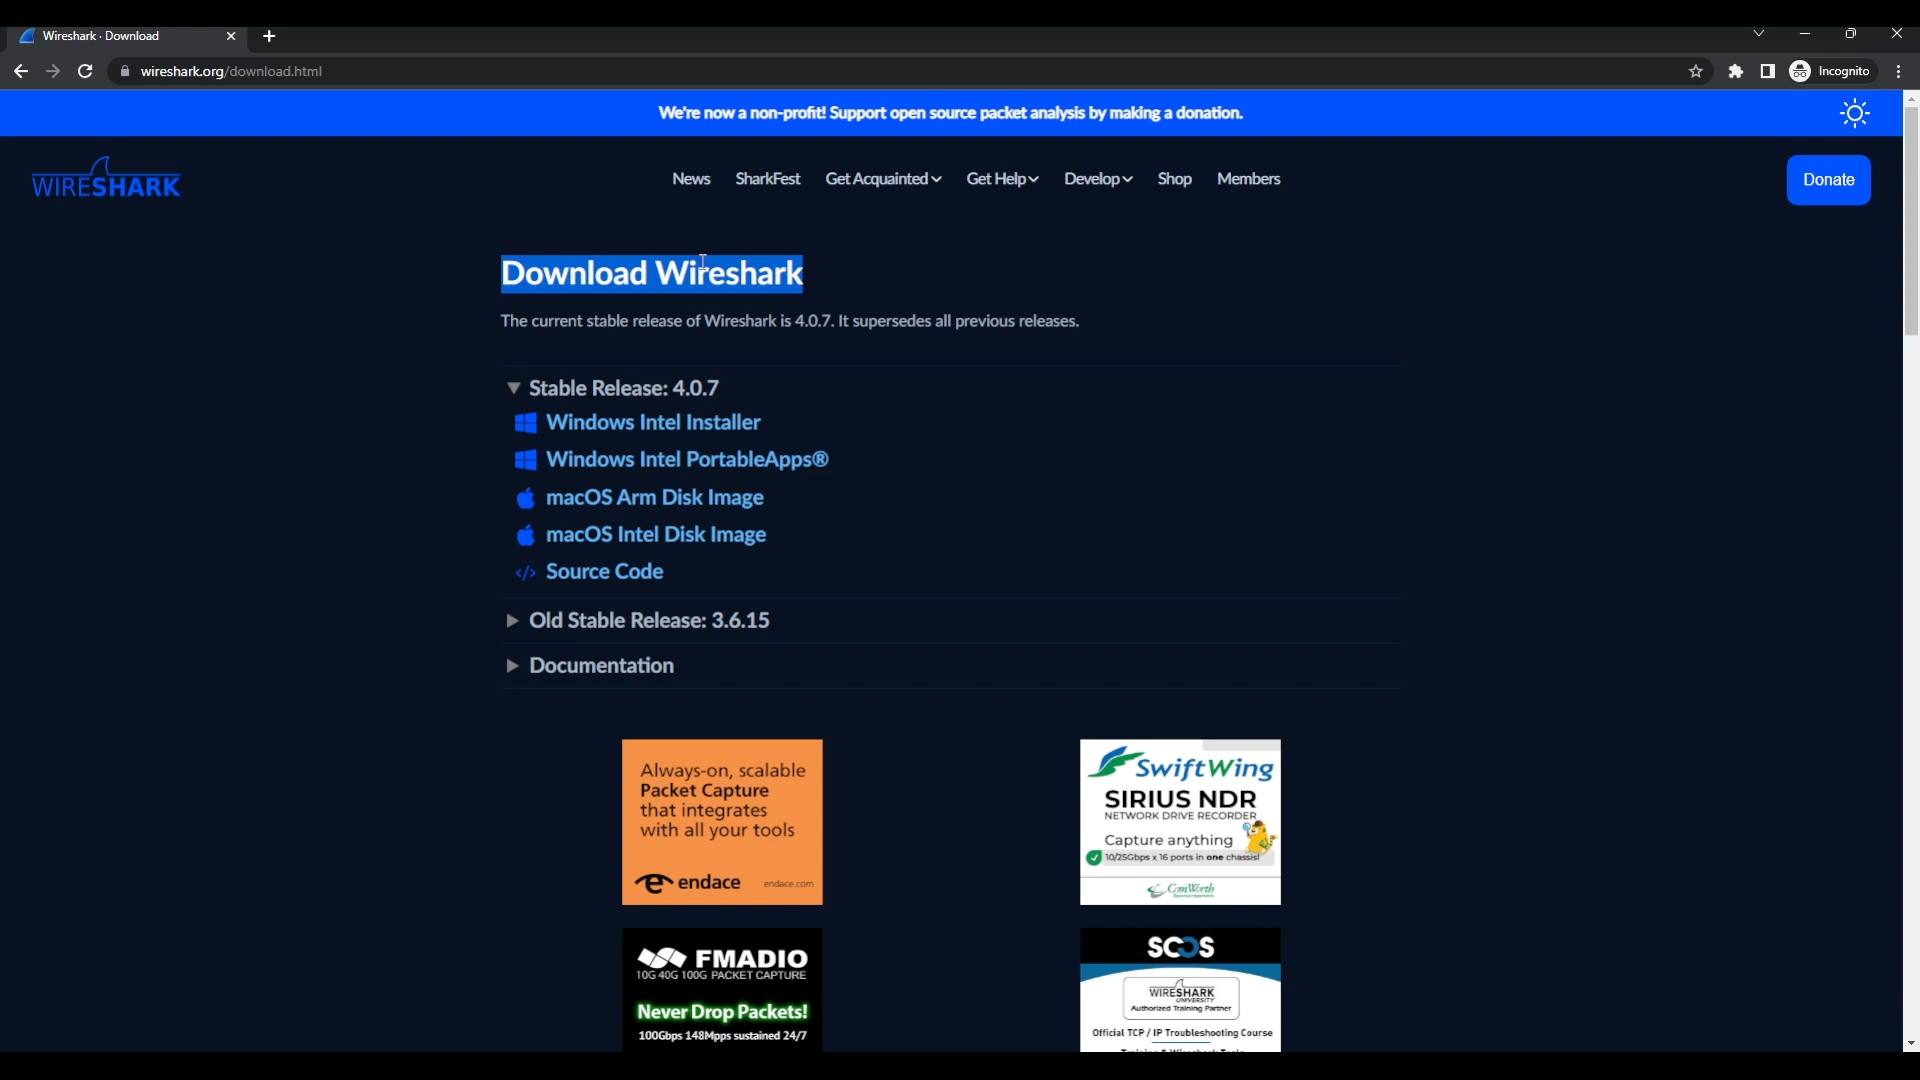 Wireshark · Download
wireshark.org/download.html
Incognito
We're now a non-profit! Support open source packet analysis by making a donation.
WIRESHARK
News
SharkFest
Get Acquainted
Get Help
Develop
Shop
Members
Donate
Download Wireshark
The current stable release of Wireshark is 4.0.7. It supersedes all previous releases.
Stable Release: 4.0.7
Windows Intel Installer
Windows Intel PortableApps®
macOS Arm Disk Image
macOS Intel Disk Image
</> Source Code
Old Stable Release: 3.6.15
Documentation
Always-on, scalable
Packet Capture
that integrates
with all your tools
endace
endace.com
SwiftWing
SIRIUS NDR
NETWORK DRIVE RECORDER
Capture anything
10/25Gbps x 16 ports in one chassis!
ComWorth
FMADIO
10G 40G 100G PACKET CAPTURE
Never Drop Packets!
100Gbps 148Mpps sustained 24/7
SCOS
WIRESHARK
UNIVERSITY
Authorized Training Partner
Official TCP / IP Troubleshooting Course